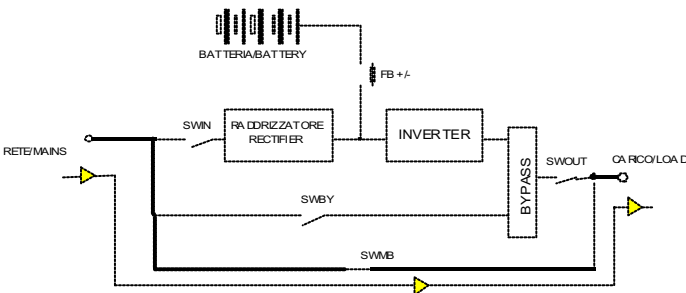 BATTERIA/BATTERY
FB +/-
SWIN
RADDRIZZATORE
RECTIFIER
INVERTER
RETE/MAINS
BYPASS
SWOUT
CARICO/LOAD
SWBY
SWMB